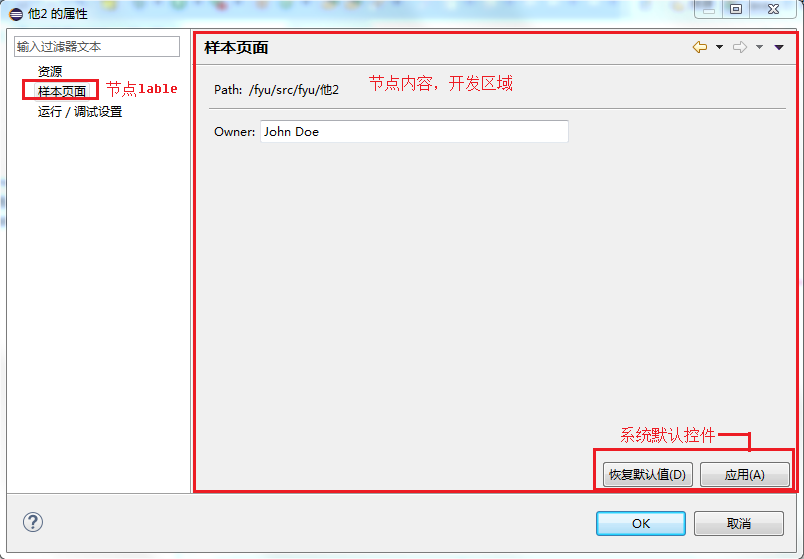 他2 的属性
输入过滤器文本
资源
样本页面
节点lable
运行 / 调试设置
样本页面
Path: /fyu/src/fyu/他2
节点内容，开发区域
Owner: John Doe
系统默认控件
恢复默认值(D)
应用(A)
?
OK
取消